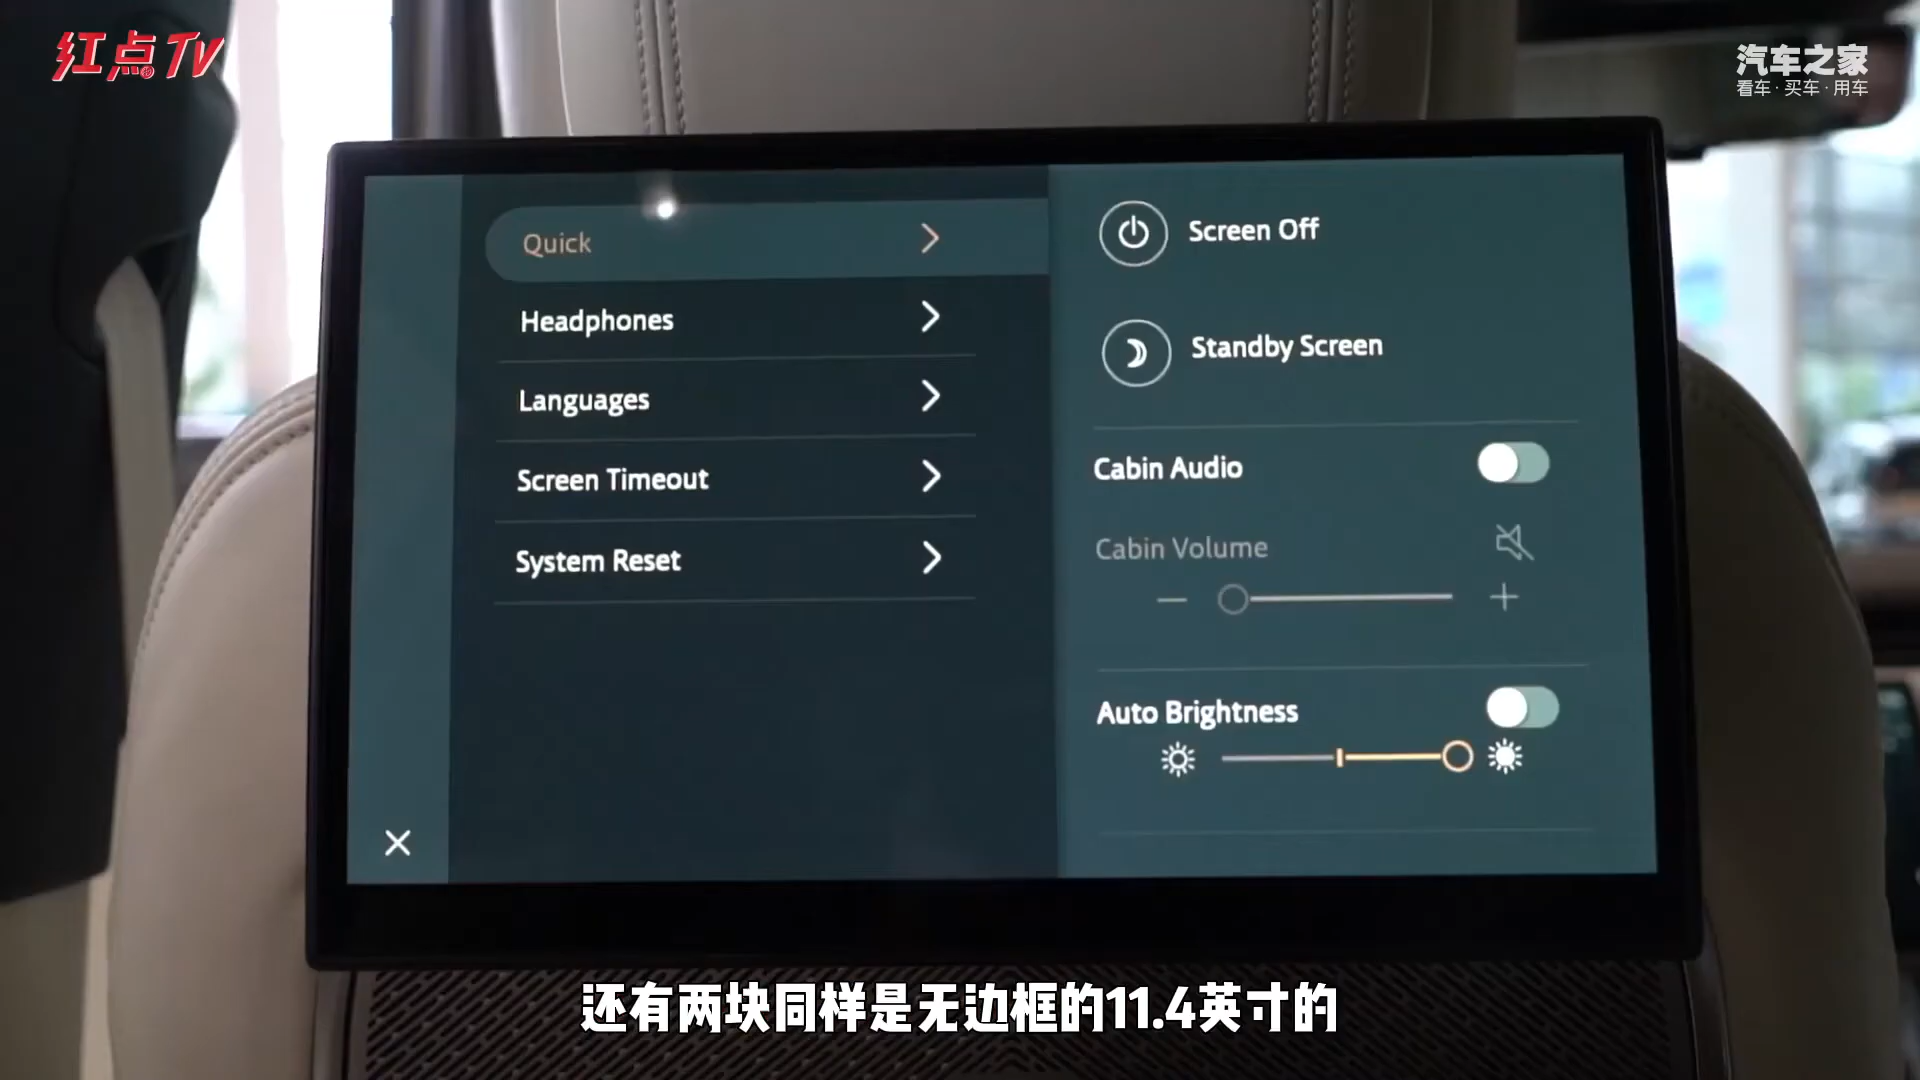 红点TV
汽车之家
看车·买车·用车
Quick
Headphones
Languages
Screen Timeout
System Reset
Screen Off
Standby Screen
Cabin Audio
Cabin Volume
Auto Brightness
还有两块同样是无边框的11.4英寸的